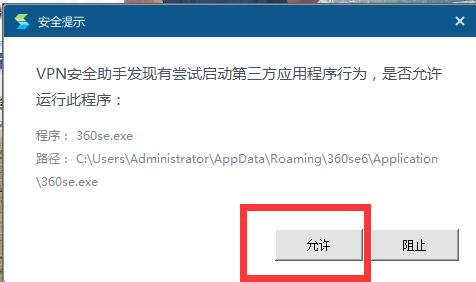 安全提示
VPN安全助手发现有尝试启动第三方应用程序行为，是否允许
运行此程序：
程序： 360se.exe
路径： C:\Users\Administrator\AppData\Roaming\360se6\Application
\360se.exe
允许 阻止